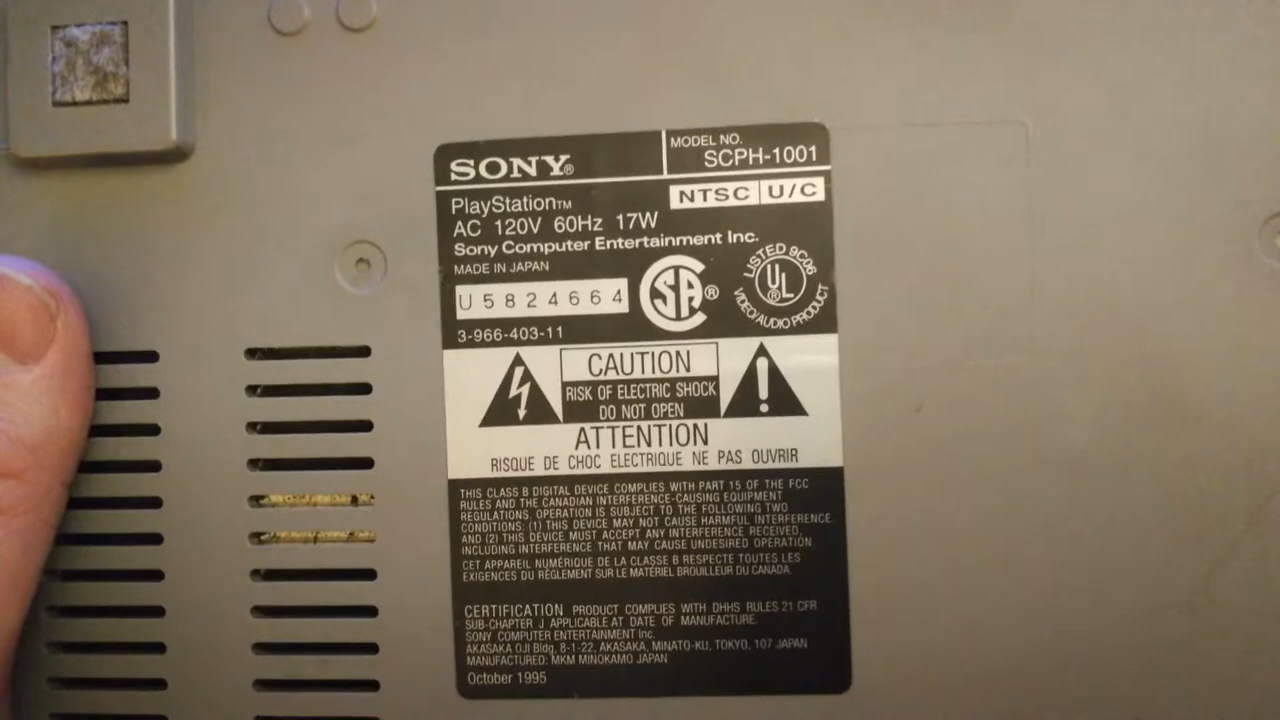 SONY®
MODEL NO.
SCPH-1001
NTSC U/C
PlayStation™
AC 120V 60Hz 17W
Sony Computer Entertainment Inc.
MADE IN JAPAN
U5824664
3-966-403-11
SA®
LISTED 9C06
UL®
VIDEO/AUDIO PRODUCT
CAUTION
RISK OF ELECTRIC SHOCK
DO NOT OPEN
ATTENTION
RISQUE DE CHOC ELECTRIQUE NE PAS OUVRIR
THIS CLASS B DIGITAL DEVICE COMPLIES WITH PART 15 OF THE FCC
RULES AND THE CANADIAN INTERFERENCE-CAUSING EQUIPMENT
REGULATIONS. OPERATION IS SUBJECT TO THE FOLLOWING TWO
CONDITIONS: (1) THIS DEVICE MAY NOT CAUSE HARMFUL INTERFERENCE
AND (2) THIS DEVICE MUST ACCEPT ANY INTERFERENCE RECEIVED,
INCLUDING INTERFERENCE THAT MAY CAUSE UNDESIRED OPERATION.
CET APPAREIL NUMÉRIQUE DE LA CLASSE B RESPECTE TOUTES LES
EXIGENCES DU RÈGLEMENT SUR LE MATÉRIEL BROUILLEUR DU CANADA.
CERTIFICATION PRODUCT COMPLIES WITH DHHS RULES 21 CFR
SUB-CHAPTER J APPLICABLE AT DATE OF MANUFACTURE.
SONY COMPUTER ENTERTAINMENT Inc.
AKASAKA OJI Bldg, 8-1-22, AKASAKA, MINATO-KU, TOKYO, 107 JAPAN
MANUFACTURED: MKM MINOKAMO JAPAN
October 1995